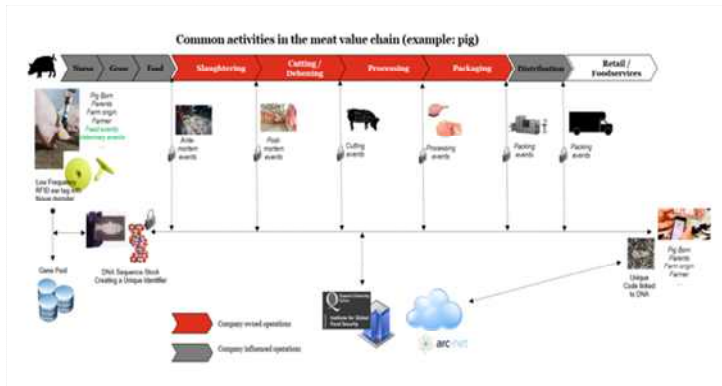 Common activities in the meat value chain (example: pig)
Nurse
Grow
Feed
Slaughtering
Cutting /
Deboning
Processing
Packaging
Distribution
Retail /
Foodservices
Pig Born
Parents
Farm origin
Farmer
Feed events
Veterinary events
Ante-
mortem
events
Post-
mortem
events
Cutting
events
Processing
events
Packing
events
Packing
events
Low Frequency
RFID ear tag with
tissue
Gene Pool
DNA Sequence Stock
Creating a Unique Identifier
Unique
Code linked
to DNA
Pig Born
Parents
Farm origin
Farmer
...
Queen's University
Belfast
Institute for Global
Food Security
arc-net
Company owned operations
Company influenced operations